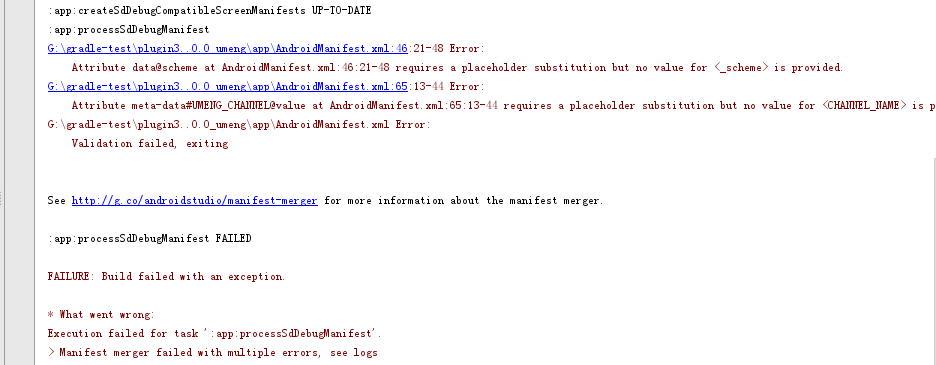 :app:createSdDebugCompatibleScreenManifests UP-TO-DATE
:app:processSdDebugManifest
G:\gradle-test\plugin3..0.0_umeng\app\AndroidManifest.xml:46:21-48 Error:
Attribute data@scheme at AndroidManifest.xml:46:21-48 requires a placeholder substitution but no value for <_scheme> is provided.
G:\gradle-test\plugin3..0.0_umeng\app\AndroidManifest.xml:65:13-44 Error:
Attribute meta-data#UMENG_CHANNEL@value at AndroidManifest.xml:65:13-44 requires a placeholder substitution but no value for <CHANNEL_NAME> is p
G:\gradle-test\plugin3..0.0_umeng\app\AndroidManifest.xml Error:
Validation failed, exiting
See http://g.co/androidstudio/manifest-merger for more information about the manifest merger.
:app:processSdDebugManifest FAILED
FAILURE: Build failed with an exception.
* What went wrong:
Execution failed for task ':app:processSdDebugManifest'.
> Manifest merger failed with multiple errors, see logs